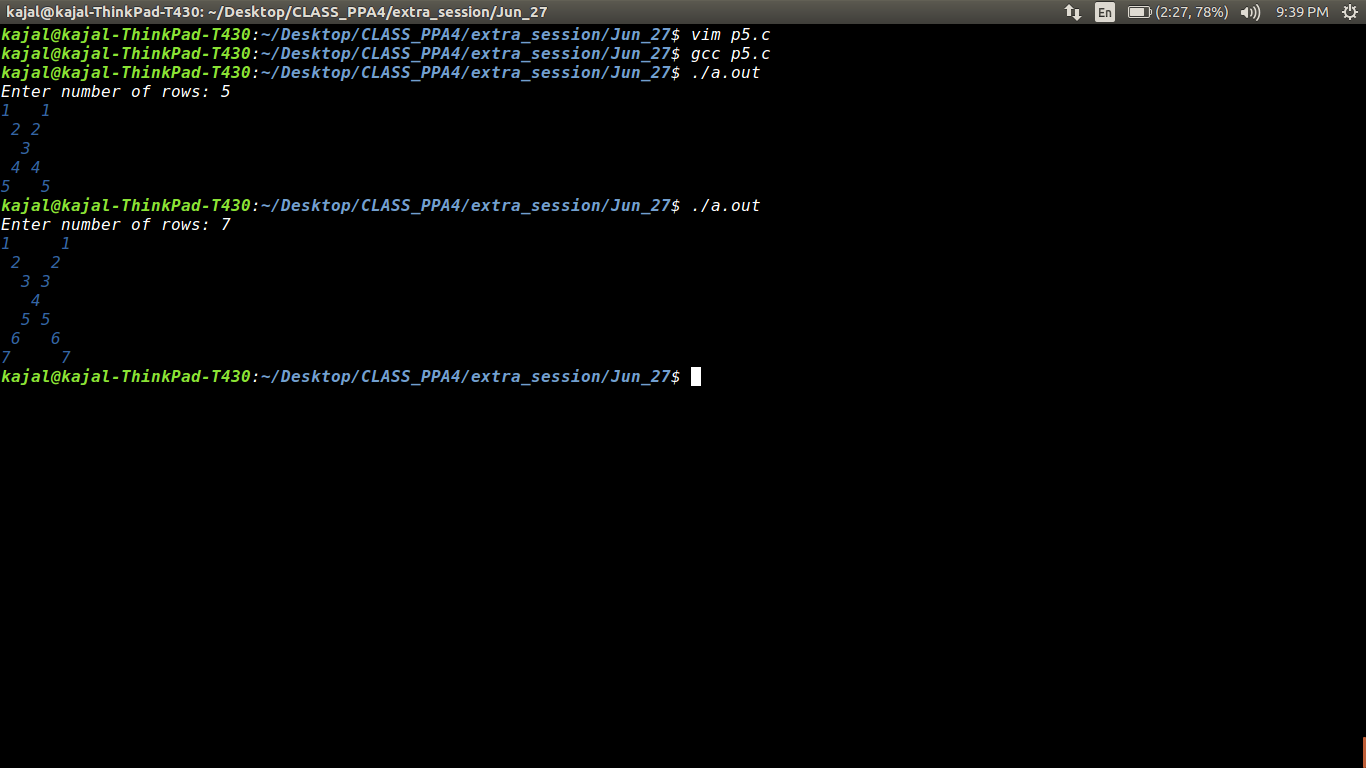 kajal@kajal-ThinkPad-T430: ~/Desktop/CLASS_PPA4/extra_session/Jun_27 En (2:27, 78%) 9:39 PM
kajal@kajal-ThinkPad-T430:~/Desktop/CLASS_PPA4/extra_session/Jun_27$ vim p5.c
kajal@kajal-ThinkPad-T430:~/Desktop/CLASS_PPA4/extra_session/Jun_27$ gcc p5.c
kajal@kajal-ThinkPad-T430:~/Desktop/CLASS_PPA4/extra_session/Jun_27$ ./a.out
Enter number of rows: 5
1   1
 2 2
  3
 4 4
5   5
kajal@kajal-ThinkPad-T430:~/Desktop/CLASS_PPA4/extra_session/Jun_27$ ./a.out
Enter number of rows: 7
1     1
 2   2
  3 3
   4
  5 5
 6   6
7     7
kajal@kajal-ThinkPad-T430:~/Desktop/CLASS_PPA4/extra_session/Jun_27$